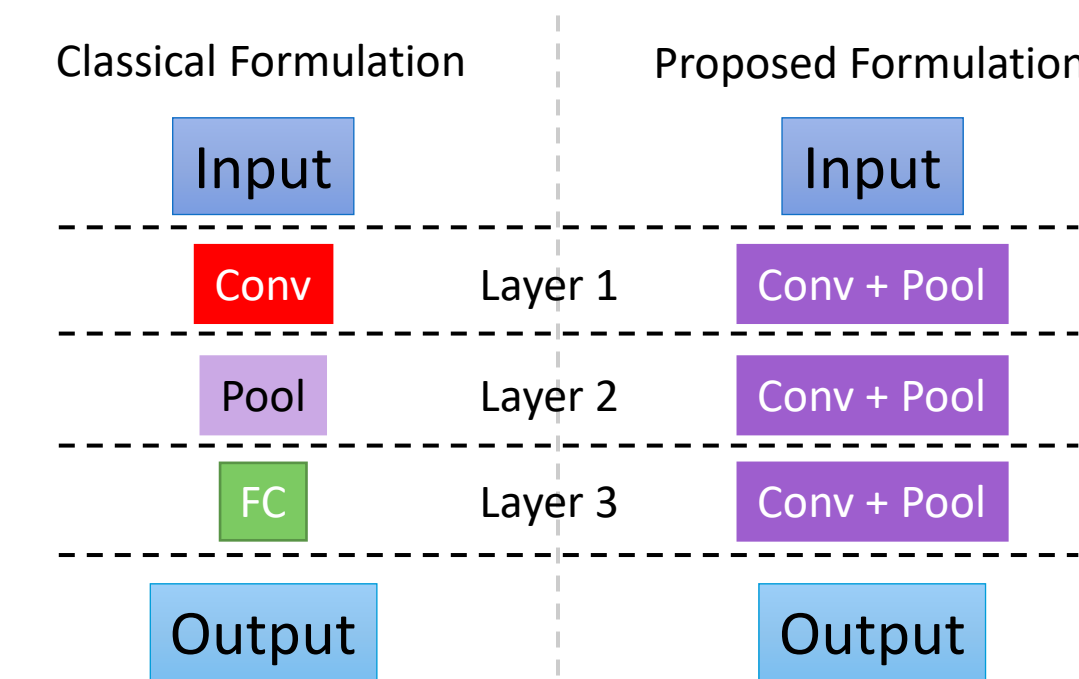 Classical Formulation
Proposed Formulation
Input
Input
Conv
Layer 1
Conv + Pool
Pool
Layer 2
Conv + Pool
FC
Layer 3
Conv + Pool
Output
Output